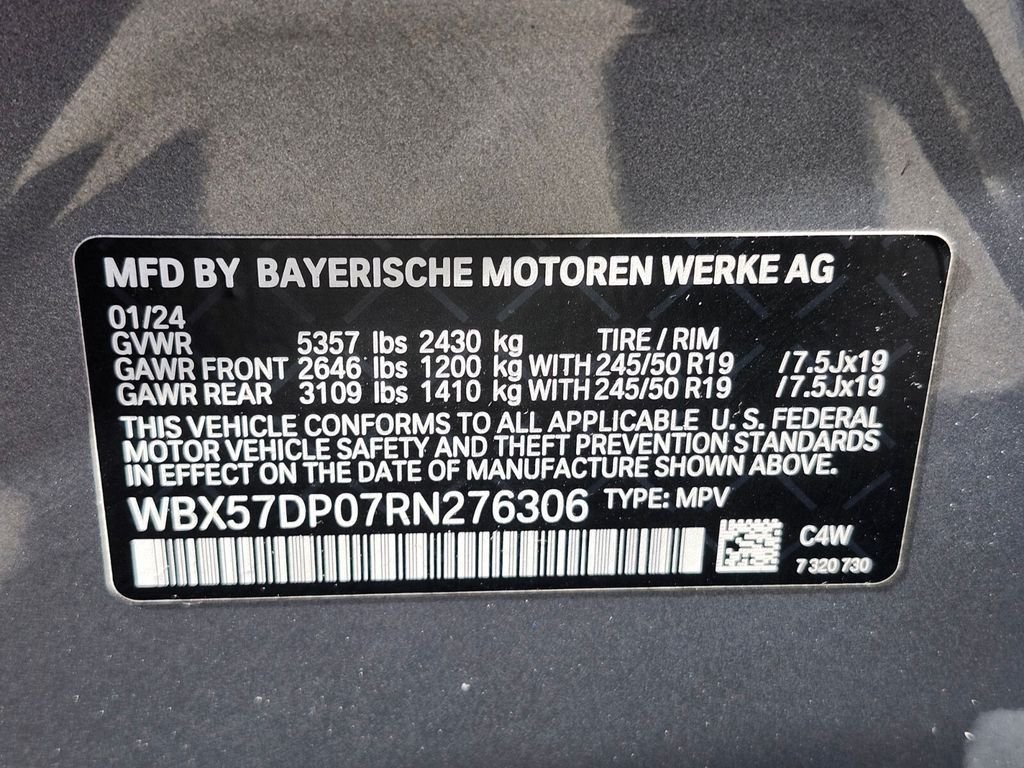 MFD BY BAYERISCHE MOTOREN WERKE AG
01/24
GVWR 5357 lbs 2430 kg TIRE / RIM
GAWR FRONT 2646 lbs 1200 kg WITH 245/50 R19 /7.5Jx19
GAWR REAR 3109 lbs 1410 kg WITH 245/50 R19 /7.5Jx19
THIS VEHICLE CONFORMS TO ALL APPLICABLE U. S. FEDERAL
MOTOR VEHICLE SAFETY AND THEFT PREVENTION STANDARDS
IN EFFECT ON THE DATE OF MANUFACTURE SHOWN ABOVE.
WBX57DP07RN276306 TYPE: MPV
C4W
7 320 730